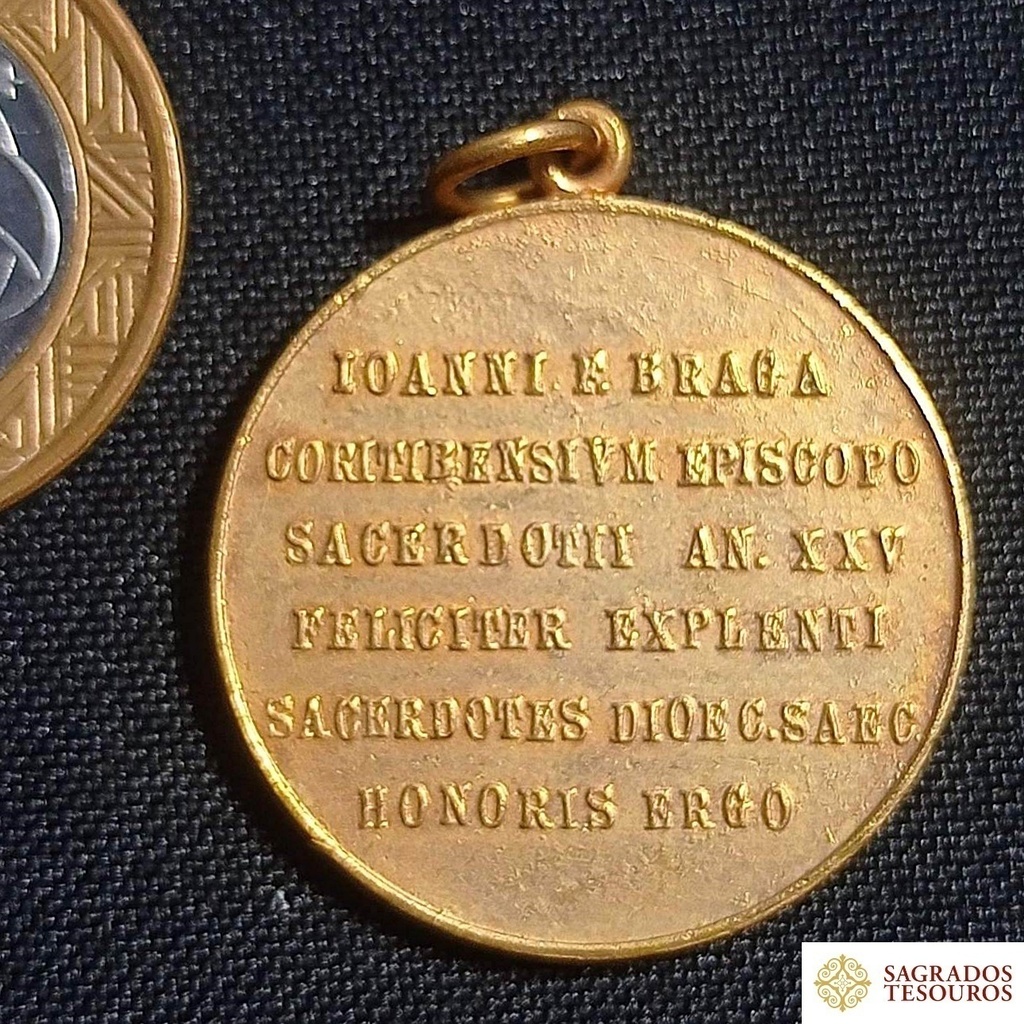 IOANNI. F. BRAGA
CORITIBENSIVM EPISCOPO
SACERDOTII AN. XXV
FELICITER EXPLENTI
SACERDOTES DIOEC. SAEC.
HONORIS ERGO
SAGRADOS
TESOUROS